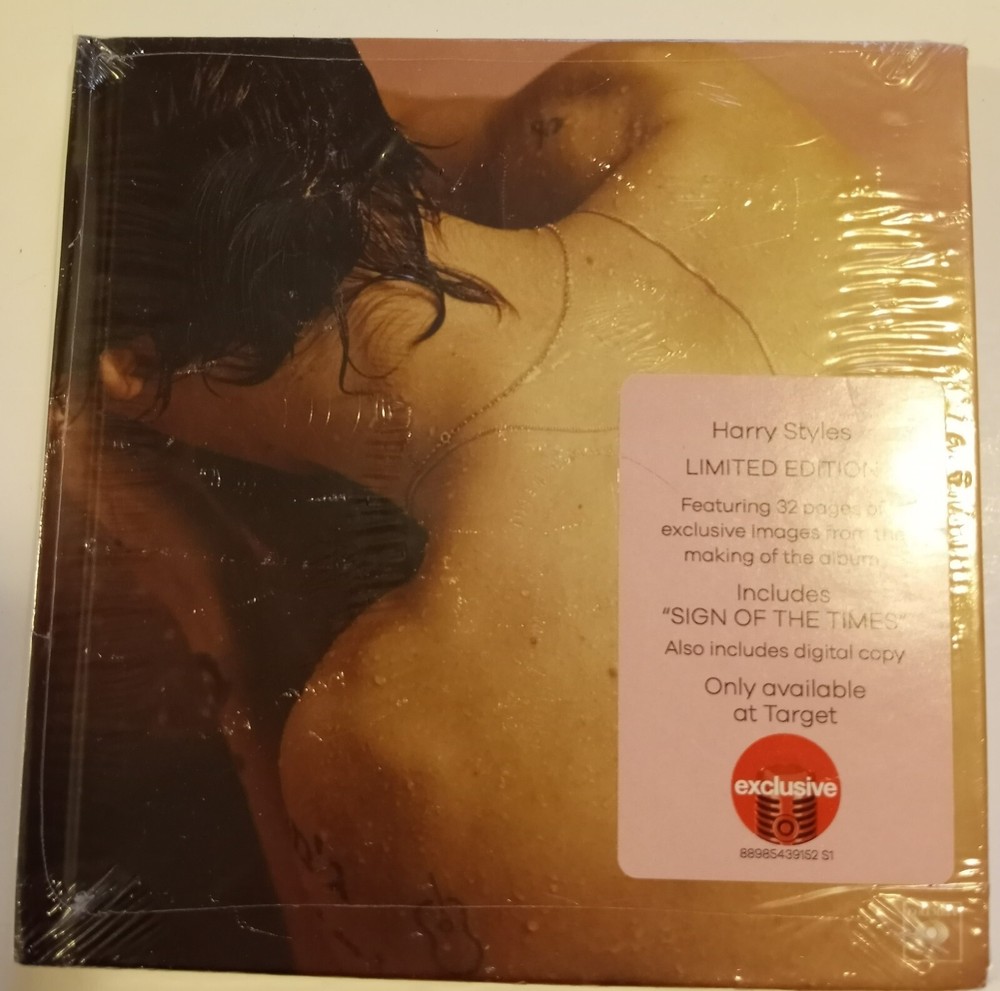 Harry Styles
LIMITED EDITION
Featuring 32 pages of
exclusive images from the
making of the album
Includes
"SIGN OF THE TIMES"
Also includes digital copy
Only available
at Target
exclusive
88985439152 S1